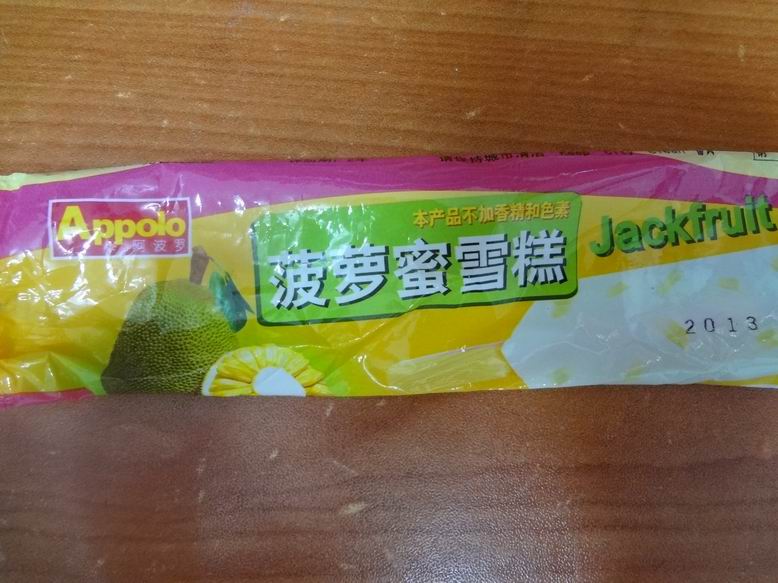 Appolo
阿波罗
本产品不加香精和色素
菠萝蜜雪糕
Jackfruit
2013